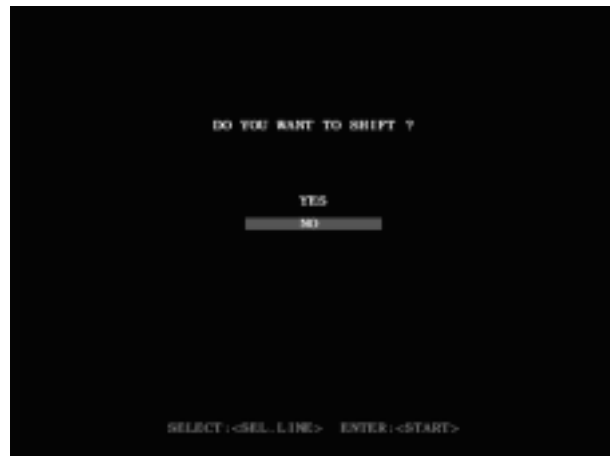 DO YOU WANT TO SHIFT ?
YES
NO
SELECT:<SEL.LINE> ENTER:<START>